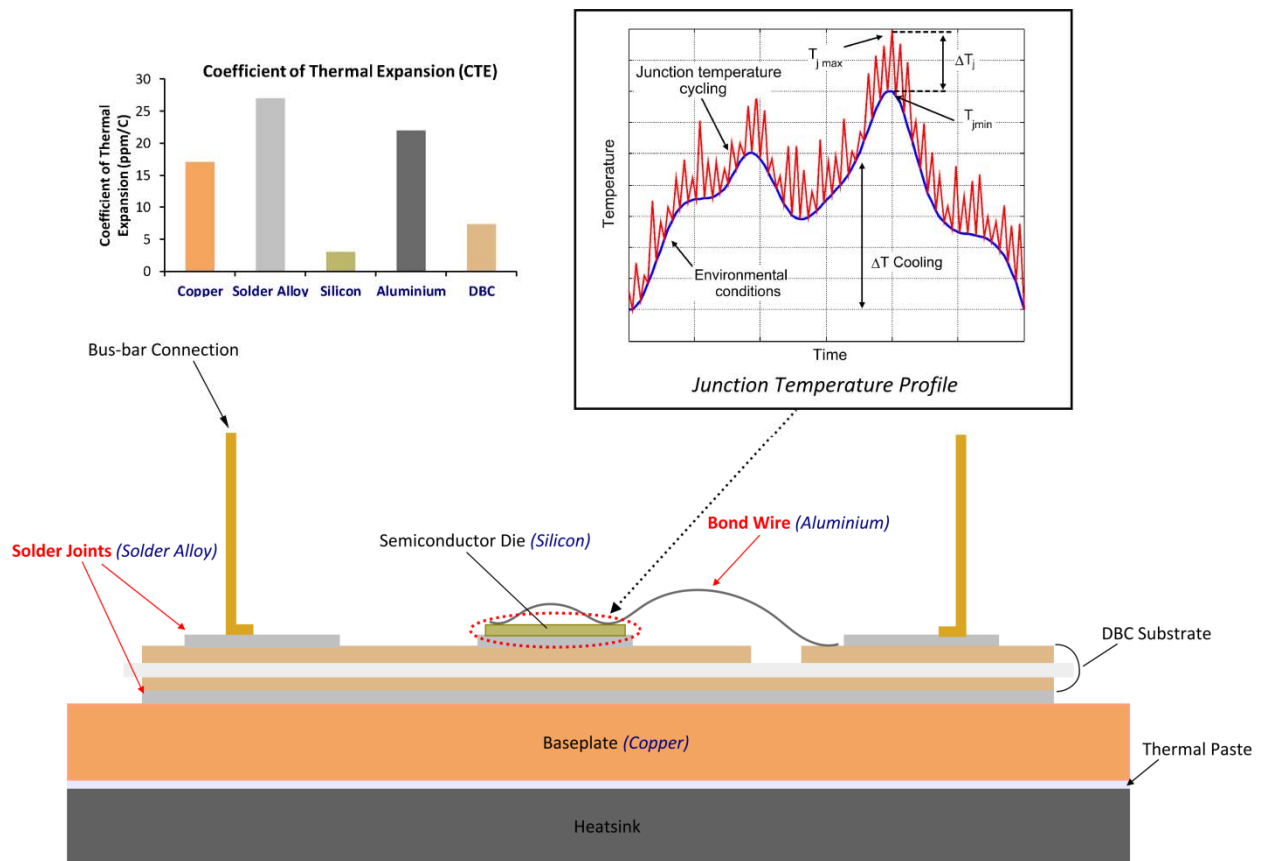 Coefficient of Thermal Expansion (CTE)
Coefficient of Thermal
Expansion (ppm/C)
30
25
20
15
10
5
0
Copper
Solder Alloy
Silicon
Aluminium
DBC
Temperature
Junction temperature
cycling
Tj max
ΔTj
Tjmin
Environmental
conditions
ΔT Cooling
Time
Junction Temperature Profile
Bus-bar Connection
Solder Joints (Solder Alloy)
Semiconductor Die (Silicon)
Bond Wire (Aluminium)
DBC Substrate
Baseplate (Copper)
Thermal Paste
Heatsink